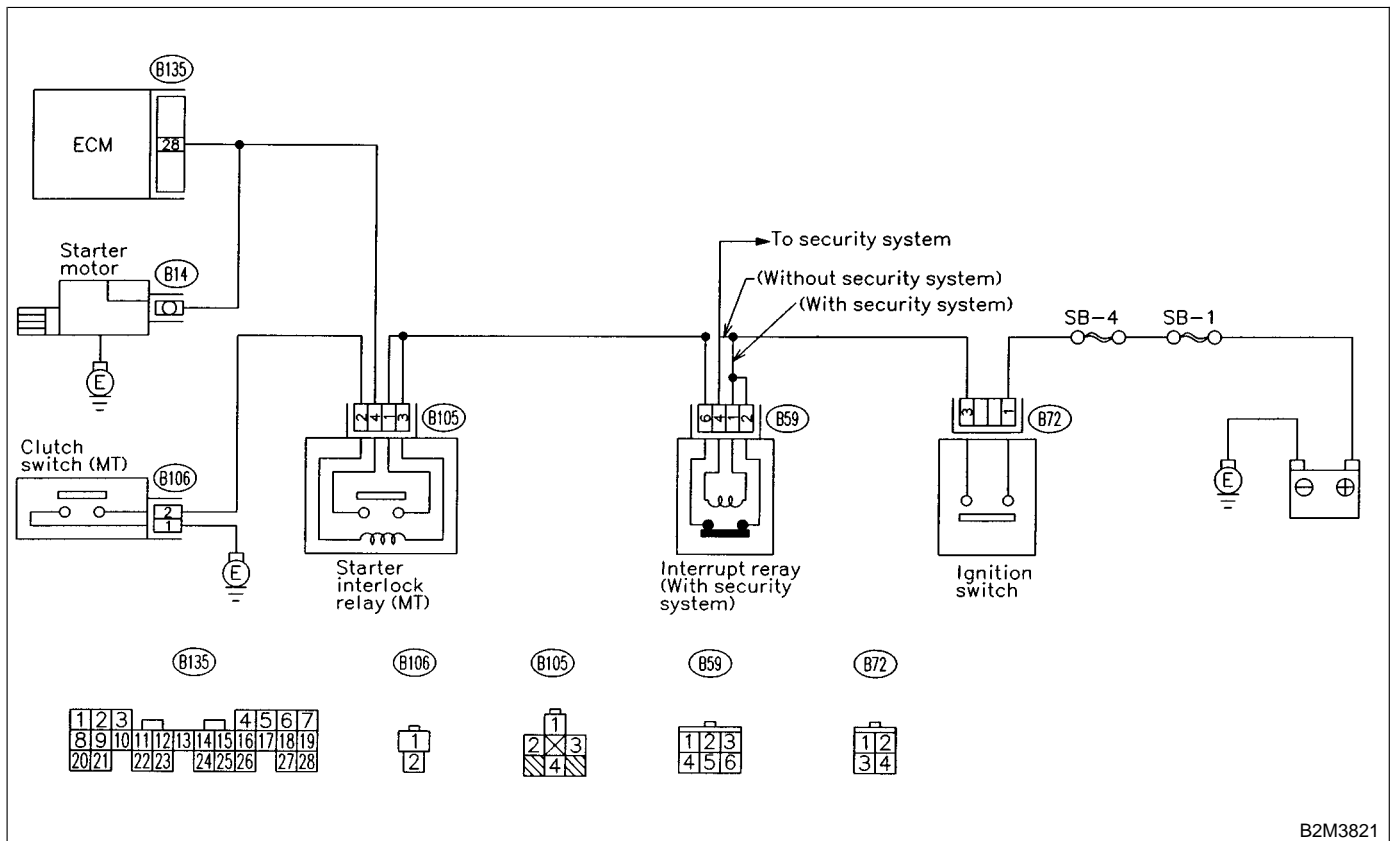 B135
ECM
28
Starter
motor
B14
E
To security system
(Without security system)
(With security system)
SB-4
SB-1
2 4 1 3
B105
6 4 1 2
B59
3 1
B72
Clutch
switch (MT)
B106
2
1
E
E
Starter
interlock
relay (MT)
Interrupt reray
(With security
system)
Ignition
switch
B135
B106
B105
B59
B72
1 2 3 4 5 6 7
8 9 10 11 12 13 14 15 16 17 18 19
20 21 22 23 24 25 26 27 28
1
2
1
2 3
4
1 2 3
4 5 6
1 2
3 4
B2M3821